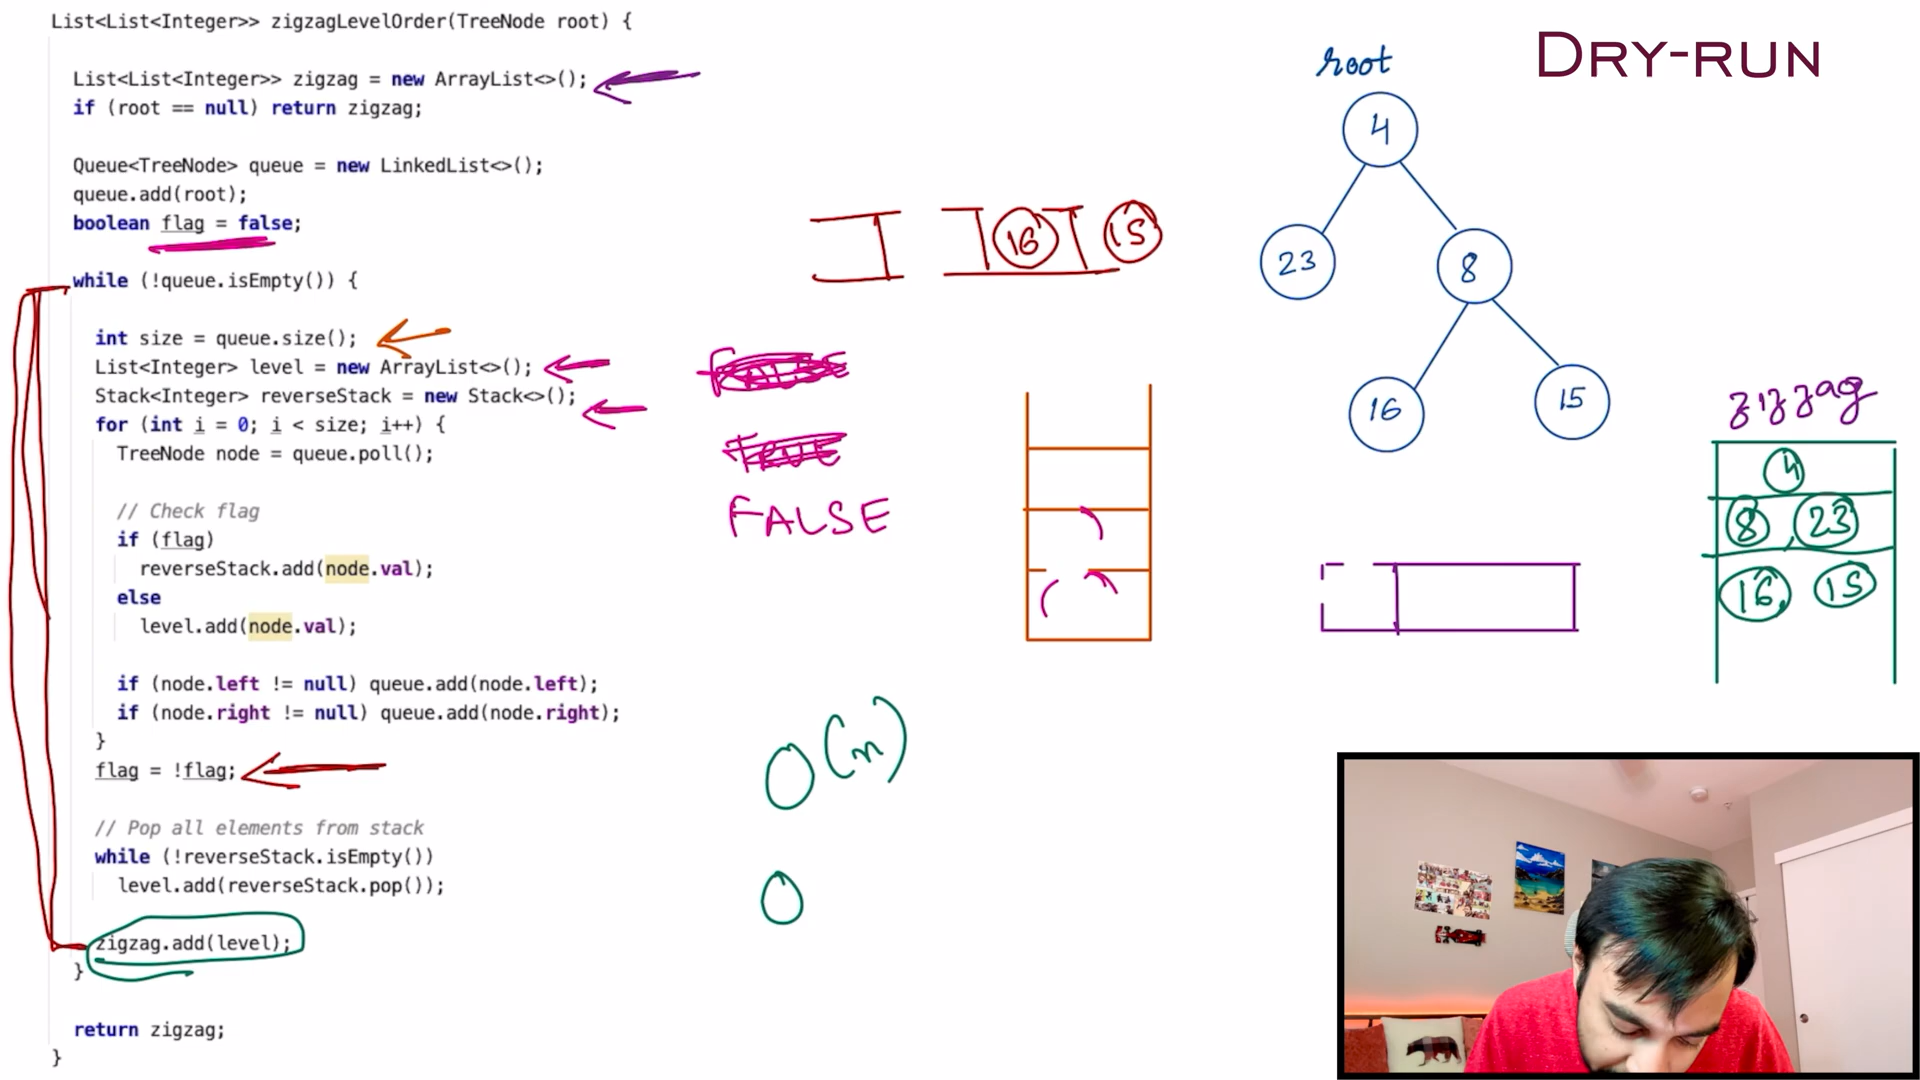 List<List<Integer>> zigzagLevelOrder(TreeNode root) {
List<List<Integer>> zigzag = new ArrayList<>();
if (root == null) return zigzag;
Queue<TreeNode> queue = new LinkedList<>();
queue.add(root);
boolean flag = false;
while (!queue.isEmpty()) {
int size = queue.size();
List<Integer> level = new ArrayList<>();
Stack<Integer> reverseStack = new Stack<>();
for (int i = 0; i < size; i++) {
TreeNode node = queue.poll();
// Check flag
if (flag)
reverseStack.add(node.val);
else
level.add(node.val);
if (node.left != null) queue.add(node.left);
if (node.right != null) queue.add(node.right);
}
flag = !flag;
// Pop all elements from stack
while (!reverseStack.isEmpty())
level.add(reverseStack.pop());
zigzag.add(level);
}
return zigzag;
}
16 15
FALSE
TRUE
FALSE
O(n)
O
DRY-RUN
root
4
23 8
16 15
zizzag
4
8, 23
16, 15